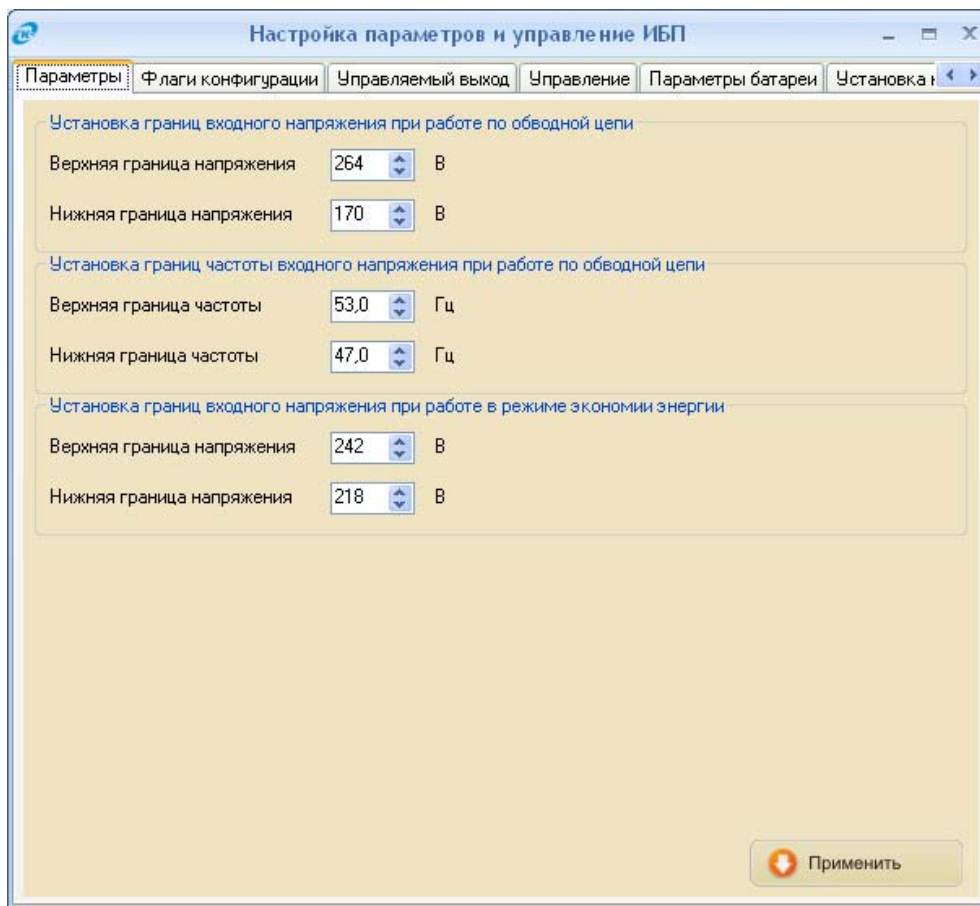 Настройка параметров и управление ИБП
Параметры Флаги конфигурации Управляемый выход Управление Параметры батареи Установка
Установка границ входного напряжения при работе по обводной цепи
Верхняя граница напряжения 264 В
Нижняя граница напряжения 170 В
Установка границ частоты входного напряжения при работе по обводной цепи
Верхняя граница частоты 53,0 Гц
Нижняя граница частоты 47,0 Гц
Установка границ входного напряжения при работе в режиме экономии энергии
Верхняя граница напряжения 242 В
Нижняя граница напряжения 218 В
Применить